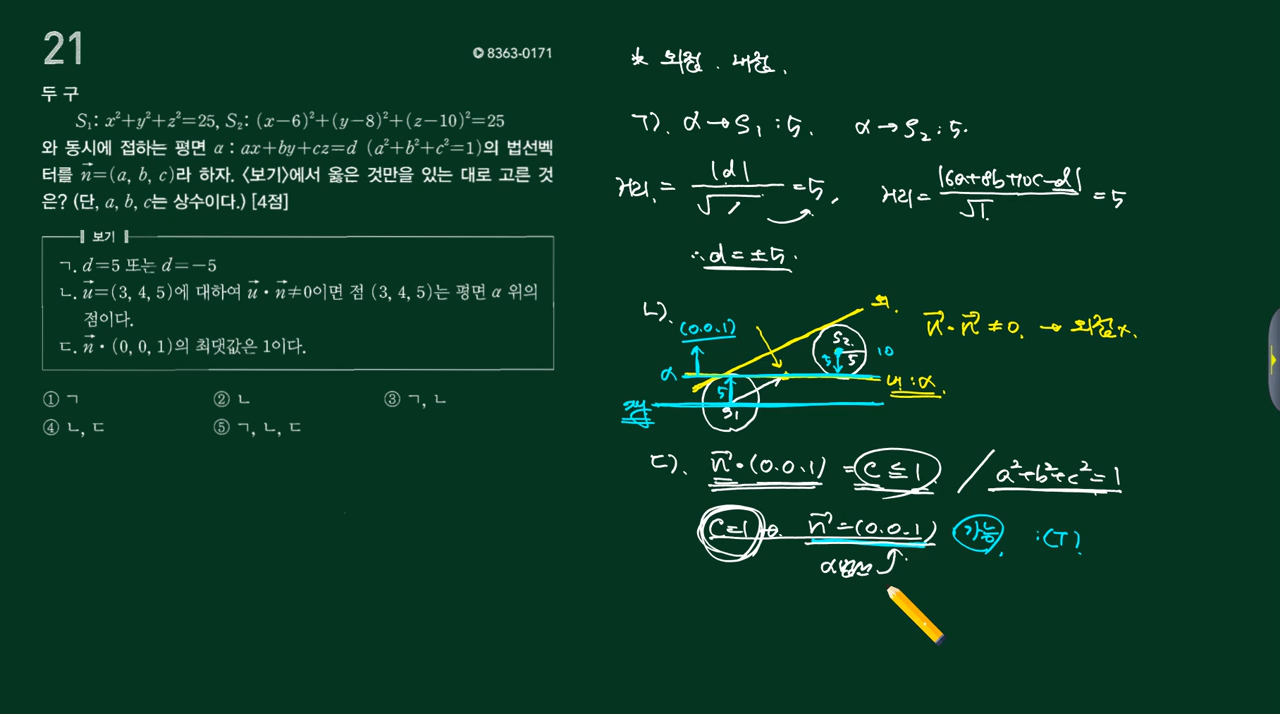 21
8363-0171
두 구
S₁: x²+y²+z²=25, S₂: (x-6)²+(y-8)²+(z-10)²=25
와 동시에 접하는 평면 α : ax+by+cz=d (a²+b²+c²=1)의 법선벡
터를 n⃗=(a, b, c)라 하자. 〈보기〉에서 옳은 것만을 있는 대로 고른 것
은? (단, a, b, c는 상수이다.) [4점]
보기
ㄱ. d=5 또는 d=-5
ㄴ. u⃗=(3, 4, 5)에 대하여 u⃗·n⃗≠0이면 점 (3, 4, 5)는 평면 α 위의
점이다.
ㄷ. n⃗·(0, 0, 1)의 최댓값은 1이다.
① ㄱ ② ㄴ ③ ㄱ, ㄴ
④ ㄴ, ㄷ ⑤ ㄱ, ㄴ, ㄷ
* 외접. 내접.
ㄱ). α→S₁ : 5. α→S₂ : 5.
거리 = |d| / √1 = 5, 거리 = |6a+8b+10c-d| / √1 = 5
∴ d = ±5.
ㄴ).
(0.0.1)
외.
n⃗·n⃗ ≠ 0. → 외접x.
S₂
5
5
10
α
5
내:α
xy
S₁
ㄷ). n⃗·(0.0.1) = c ≤ 1 / a²+b²+c²=1
c=1 n⃗=(0.0.1) 가능. :(T)
α법선